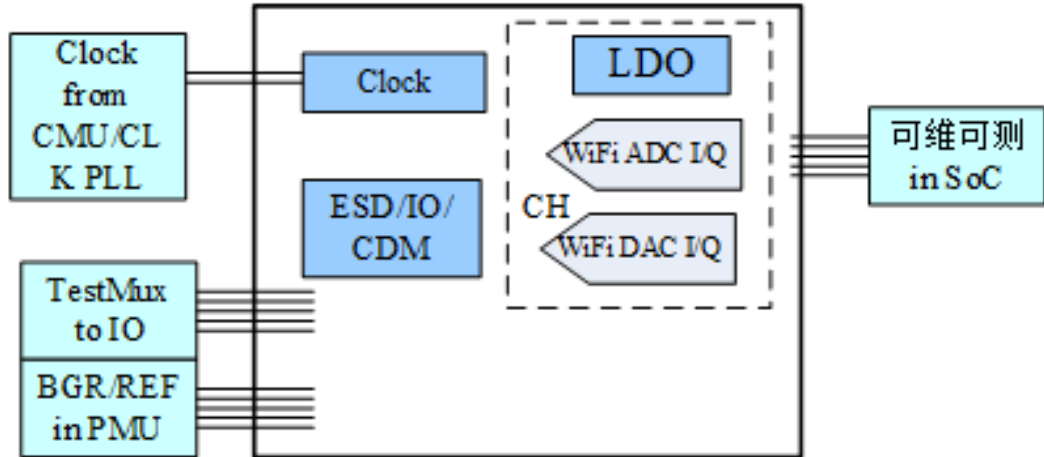 Clock
from
CMU/CL
K PLL
TestMux
to IO
BGR/REF
in PMU
Clock
ESD/IO/
CDM
LDO
WiFi ADC I/Q
CH
WiFi DAC I/Q
可维可测
in SoC